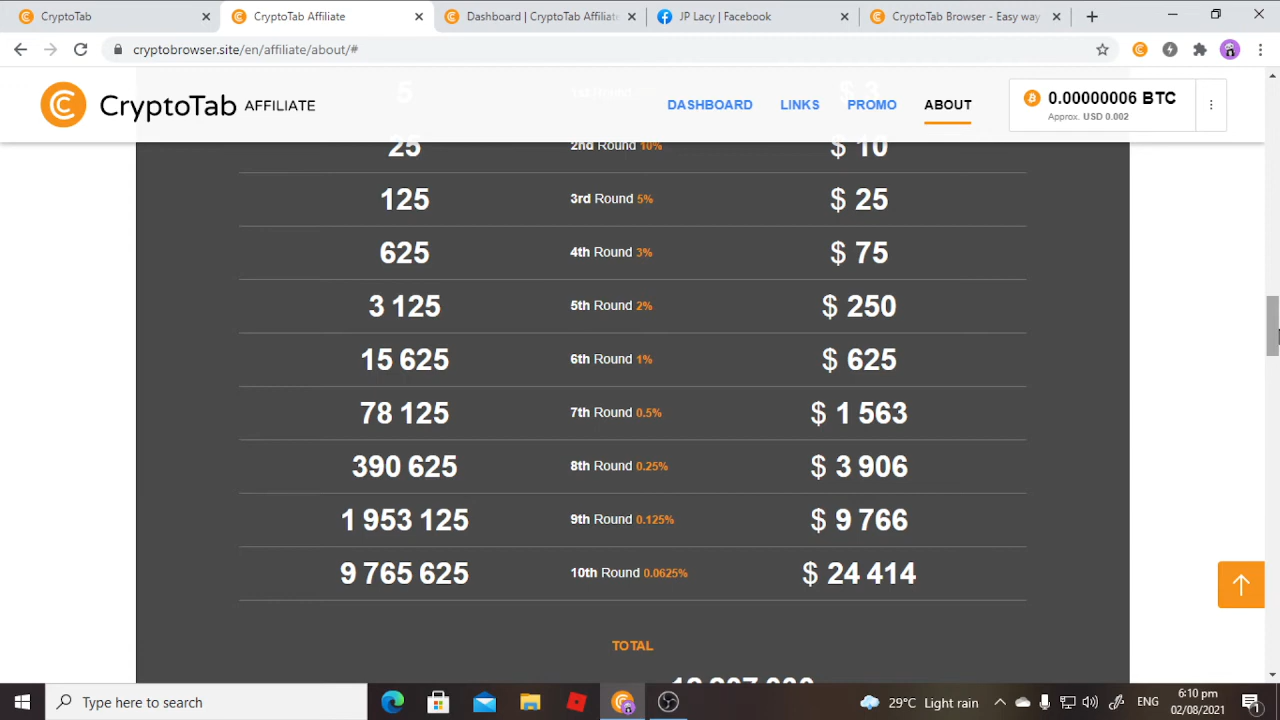 CryptoTab
CryptoTab Affiliate
Dashboard | CryptoTab Affiliate
JP Lacy | Facebook
CryptoTab Browser - Easy way
cryptobrowser.site/en/affiliate/about/#
CryptoTab AFFILIATE
DASHBOARD
LINKS
PROMO
ABOUT
0.00000006 BTC
Approx. USD 0.002
5 1st Round $ 3
25 2nd Round 10% $ 10
125 3rd Round 5% $ 25
625 4th Round 3% $ 75
3 125 5th Round 2% $ 250
15 625 6th Round 1% $ 625
78 125 7th Round 0.5% $ 1 563
390 625 8th Round 0.25% $ 3 906
1 953 125 9th Round 0.125% $ 9 766
9 765 625 10th Round 0.0625% $ 24 414
TOTAL
Type here to search
29°C Light rain
ENG
6:10 pm
02/08/2021